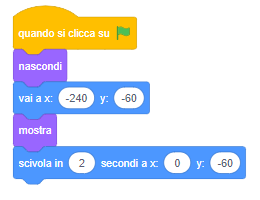 quando si clicca su
nascondi
vai a x: -240 y: -60
mostra
scivola in 2 secondi a x: 0 y: -60